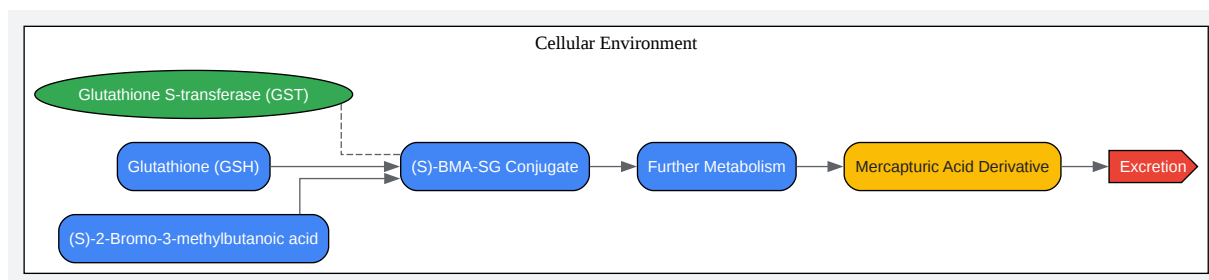 Cellular Environment
Glutathione S-transferase (GST)
Glutathione (GSH)
(S)-BMA-SG Conjugate
Further Metabolism
Mercapturic Acid Derivative
Excretion
(S)-2-Bromo-3-methylbutanoic acid